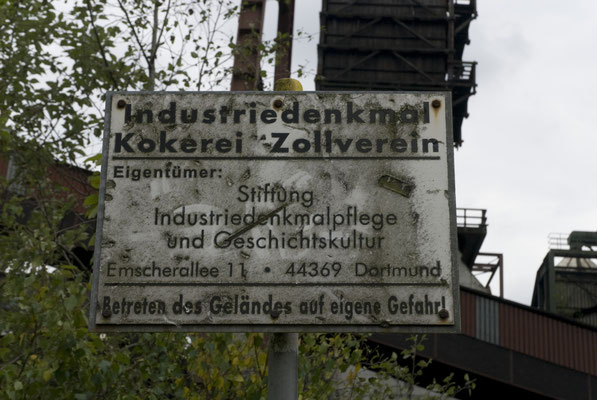 Industriedenkmal
Kokerei Zollverein
Eigentümer:
Stiftung
Industriedenkmalpflege
und Geschichtskultur
Emscherallee 11 • 44369 Dortmund
Betreten des Geländes auf eigene Gefahr!